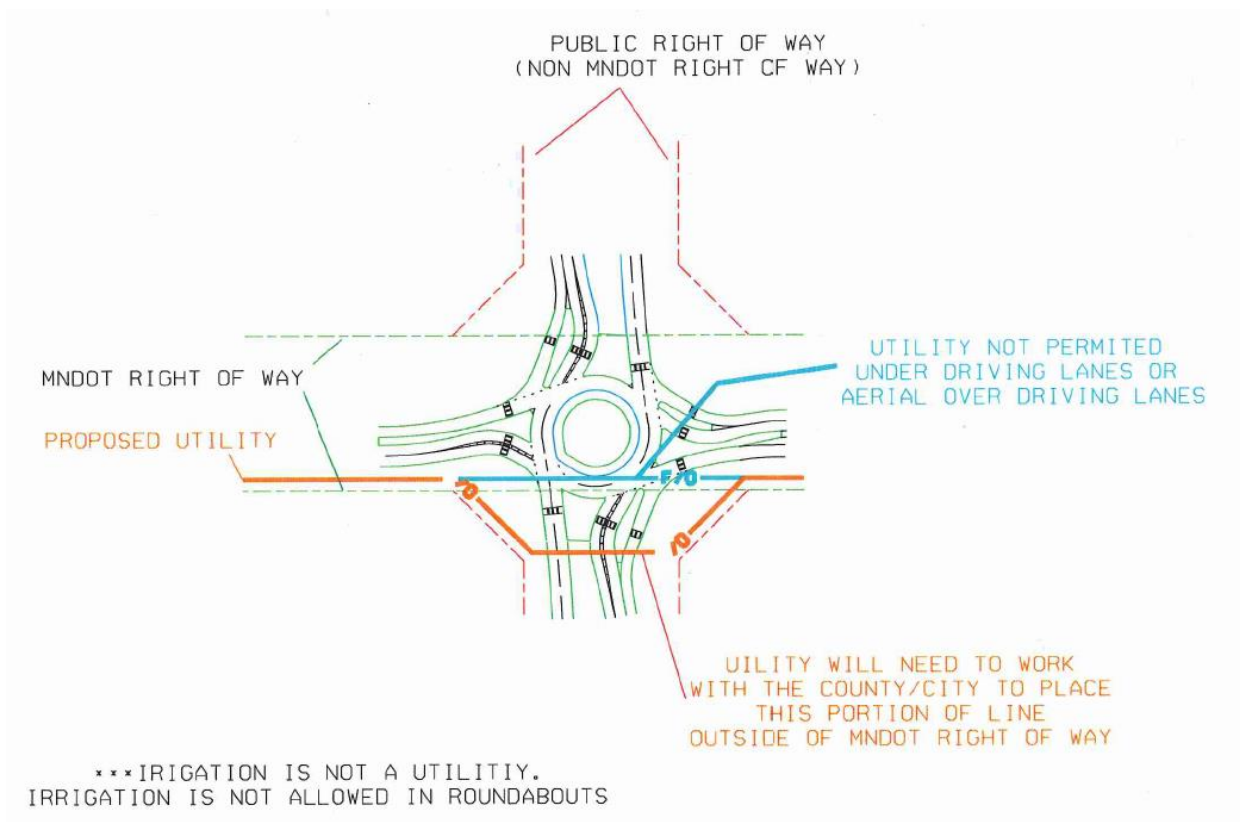 PUBLIC RIGHT OF WAY
(NON MNDOT RIGHT CF WAY)
UTILITY NOT PERMITED
UNDER DRIVING LANES OR
AERIAL OVER DRIVING LANES
MNDOT RIGHT OF WAY
PROPOSED UTILITY
F/O
/O
/O
UILITY WILL NEED TO WORK
WITH THE COUNTY/CITY TO PLACE
THIS PORTION OF LINE
OUTSIDE OF MNDOT RIGHT OF WAY
***IRIGATION IS NOT A UTILITIY.
IRRIGATION IS NOT ALLOWED IN ROUNDABOUTS